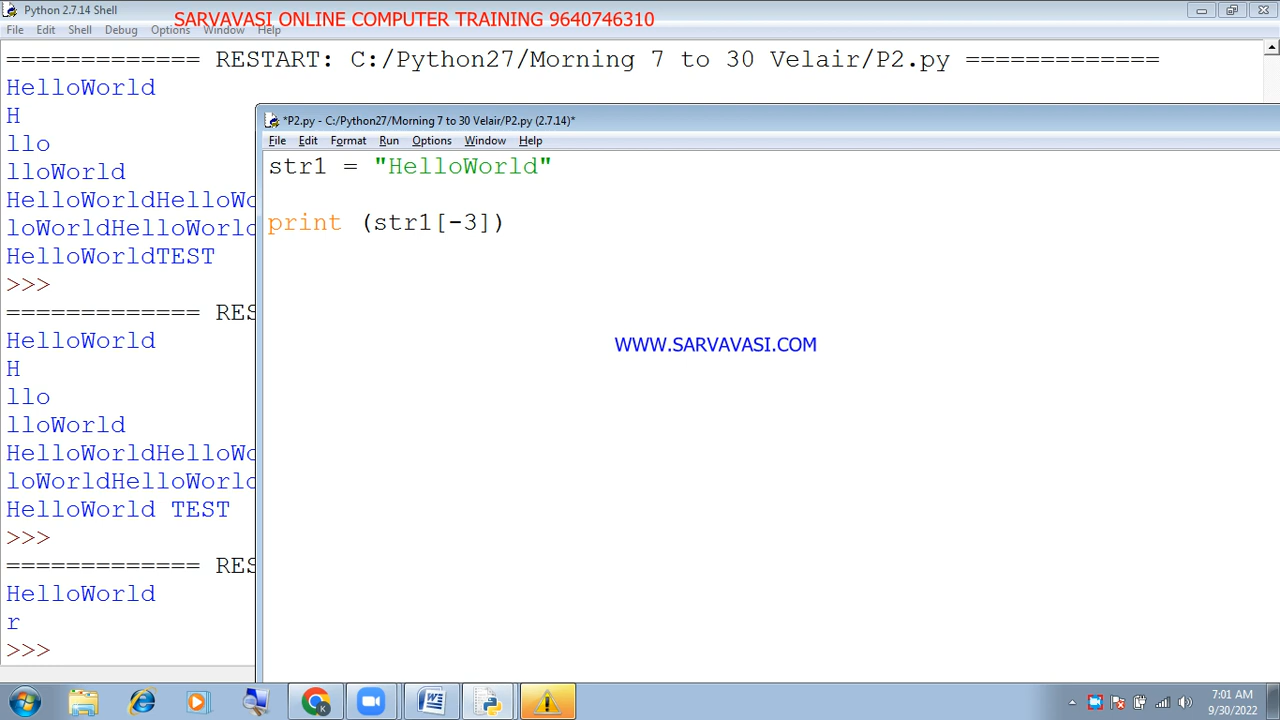 Python 2.7.14 Shell
SARVAVASI ONLINE COMPUTER TRAINING 9640746310
File Edit Shell Debug Options Window Help
============= RESTART: C:/Python27/Morning 7 to 30 Velair/P2.py =============
HelloWorld
H
llo
lloWorld
HelloWorldHelloWo
loWorldHelloWorld
HelloWorldTEST
>>>
============= RES
HelloWorld
H
llo
lloWorld
HelloWorldHelloWo
loWorldHelloWorld
HelloWorld TEST
>>>
============= RES
HelloWorld
r
>>>
*P2.py - C:/Python27/Morning 7 to 30 Velair/P2.py (2.7.14)*
File Edit Format Run Options Window Help
str1 = "HelloWorld"
print (str1[-3])
WWW.SARVAVASI.COM
7:01 AM
9/30/2022